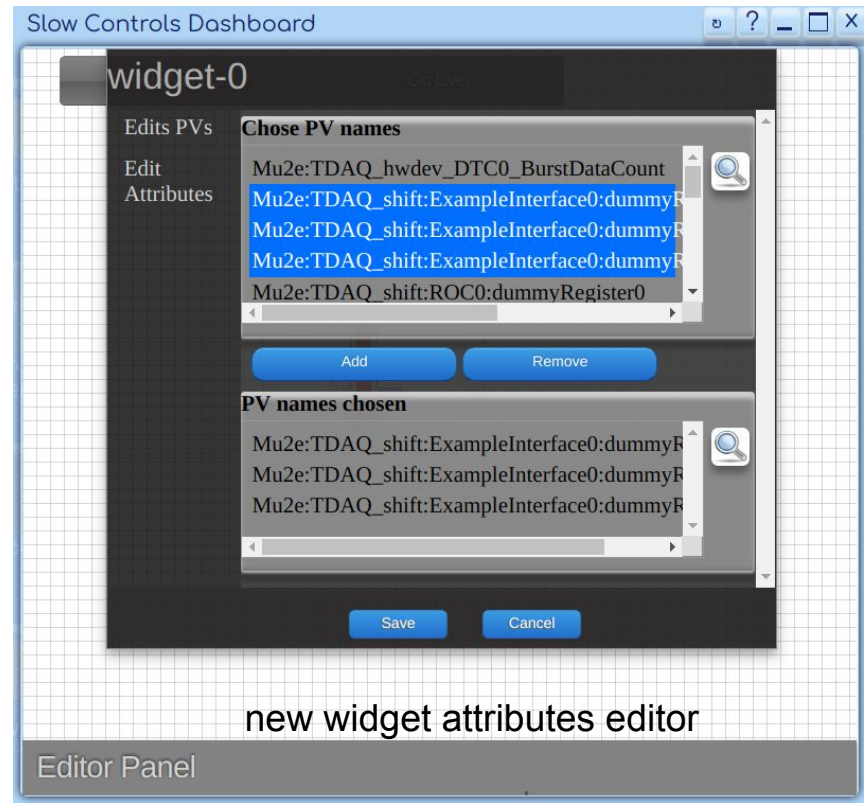 Slow Controls Dashboard
widget-0
Edits PVs
Edit
Attributes
Chose PV names
Mu2e:TDAQ_hwdev_DTC0_BurstDataCount
Mu2e:TDAQ_shift:ExampleInterface0:dummyR
Mu2e:TDAQ_shift:ExampleInterface0:dummyR
Mu2e:TDAQ_shift:ExampleInterface0:dummyR
Mu2e:TDAQ_shift:ROC0:dummyRegister0
Add Remove
PV names chosen
Mu2e:TDAQ_shift:ExampleInterface0:dummyR
Mu2e:TDAQ_shift:ExampleInterface0:dummyR
Mu2e:TDAQ_shift:ExampleInterface0:dummyR
Save Cancel
new widget attributes editor
Editor Panel